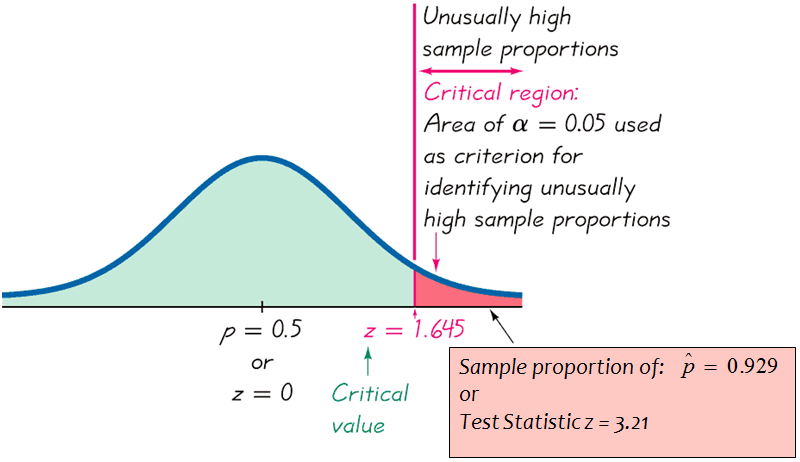 Unusually high
sample proportions
Critical region:
Area of α = 0.05 used
as criterion for
identifying unusually
high sample proportions
p = 0.5
or
z = 0
z = 1.645
Critical
value
Sample proportion of: p̂ = 0.929
or
Test Statistic z = 3.21